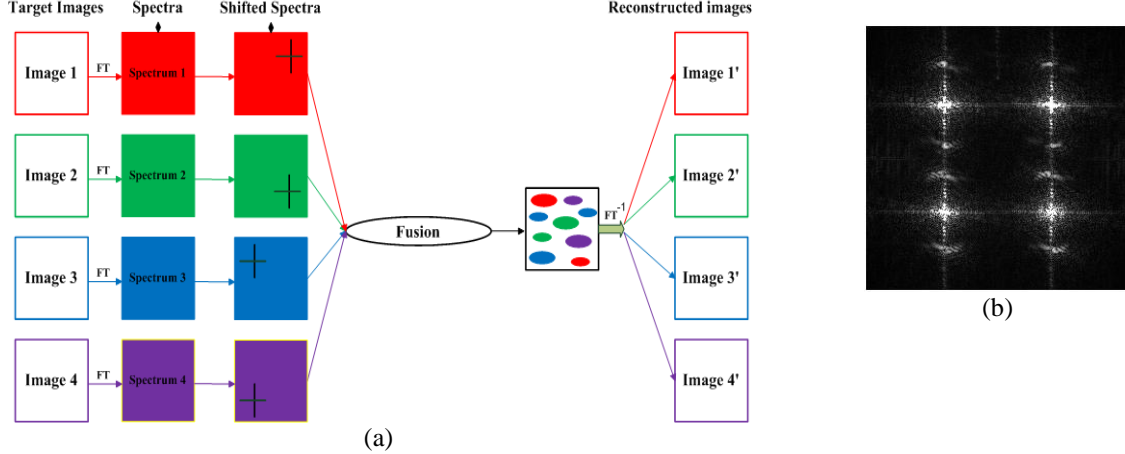 Target Images Spectra Shifted Spectra Reconstructed images
Image 1 FT Spectrum 1 Image 1'
Image 2 FT Spectrum 2 Image 2'
Fusion FT-1
Image 3 FT Spectrum 3 Image 3'
Image 4 FT Spectrum 4 Image 4'
(a)
(b)